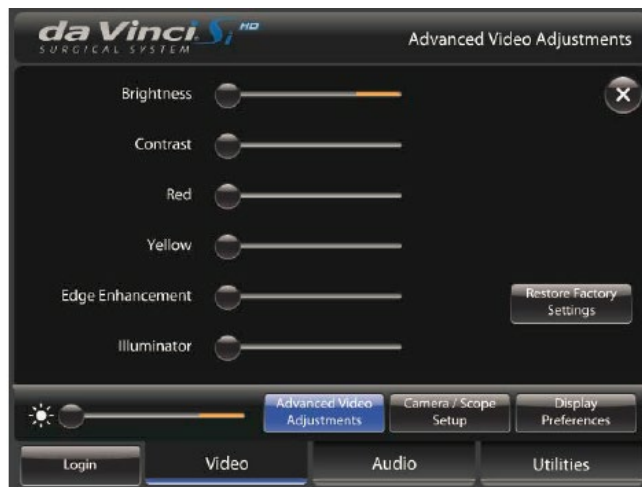 da Vinci Si HD
SURGICAL SYSTEM
Advanced Video Adjustments
Brightness
Contrast
Red
Yellow
Edge Enhancement
Restore Factory
Settings
Illuminator
Advanced Video
Adjustments
Camera / Scope
Setup
Display
Preferences
Login
Video
Audio
Utilities